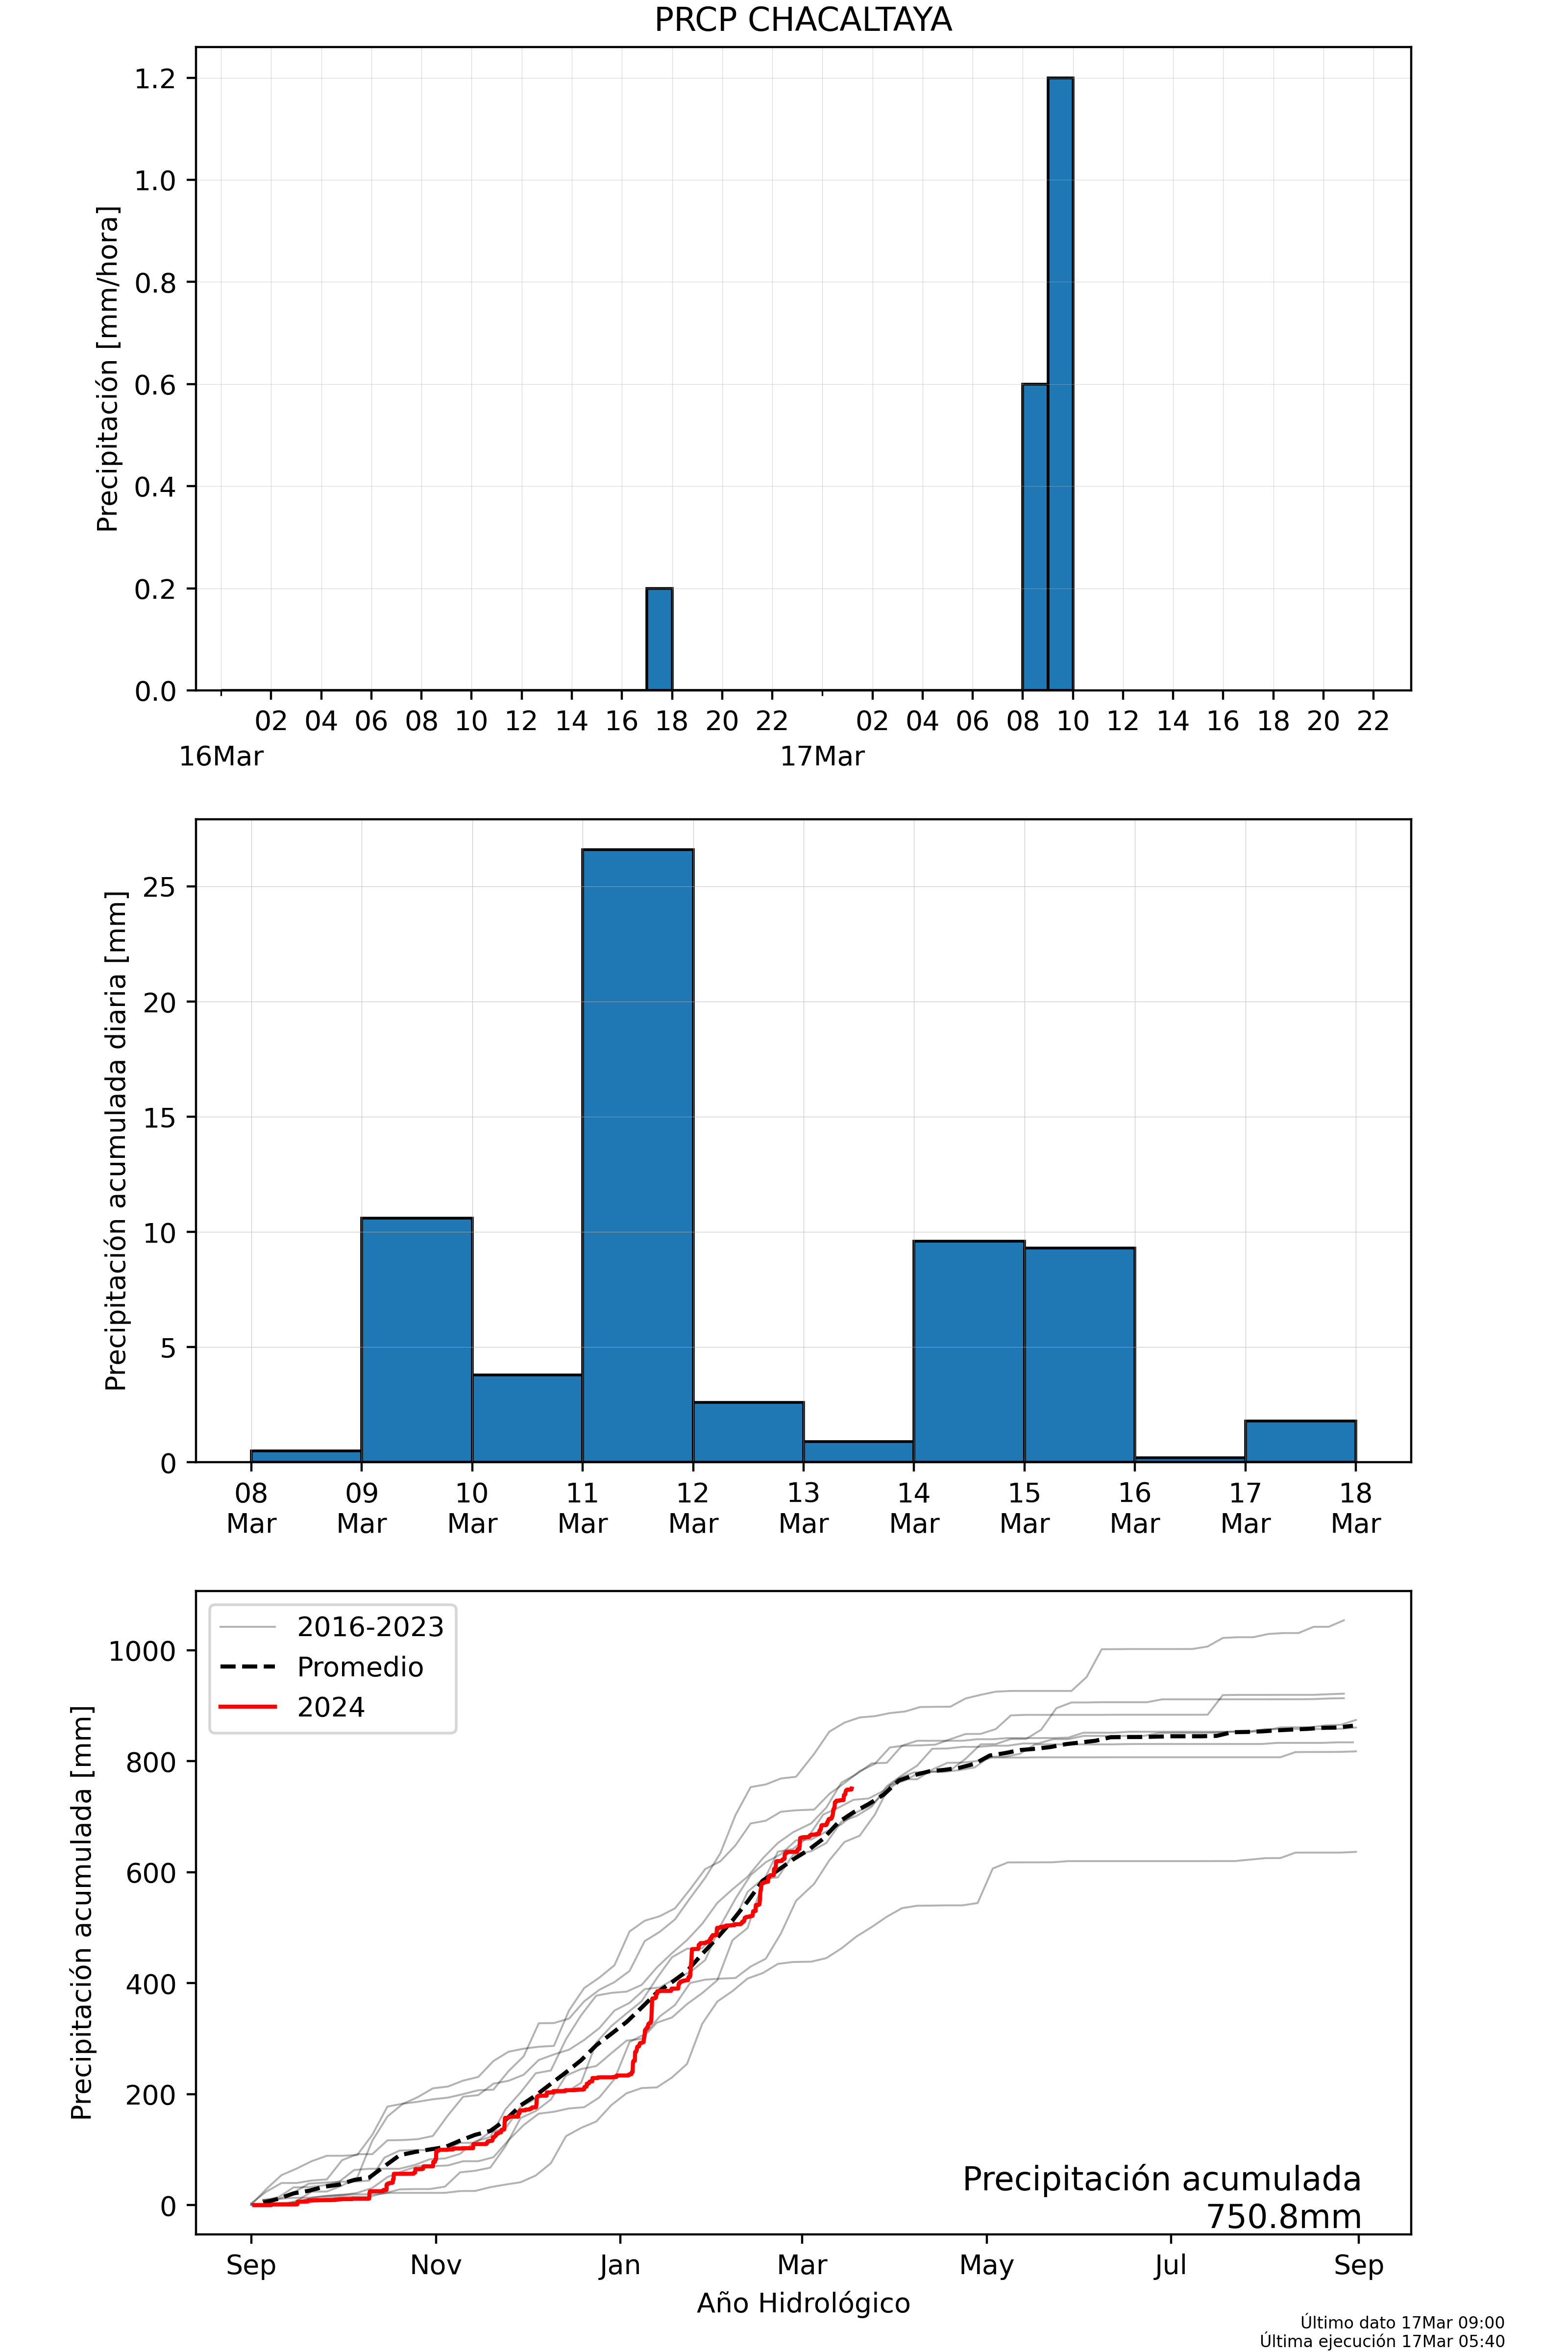 PRCP CHACALTAYA
Precipitación [mm/hora]
1.2
1.0
0.8
0.6
0.4
0.2
0.0
02 04 06 08 10 12 14 16 18 20 22 02 04 06 08 10 12 14 16 18 20 22
16Mar 17Mar
Precipitación acumulada diaria [mm]
25
20
15
10
5
0
08 09 10 11 12 13 14 15 16 17 18
Mar Mar Mar Mar Mar Mar Mar Mar Mar Mar Mar
Precipitación acumulada [mm]
1000
800
600
400
200
0
2016-2023
Promedio
2024
Precipitación acumulada
750.8mm
Sep Nov Jan Mar May Jul Sep
Año Hidrológico
Último dato 17Mar 09:00
Última ejecución 17Mar 05:40